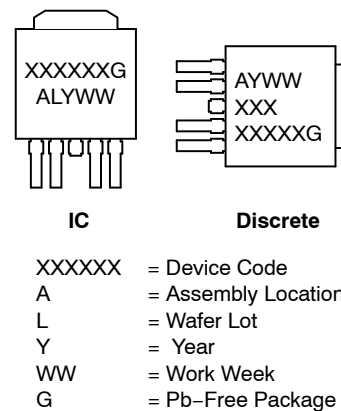 XXXXXXG
ALYWW
AYWW
XXX
XXXXXG
IC
Discrete
XXXXXX = Device Code
A = Assembly Location
L = Wafer Lot
Y = Year
WW = Work Week
G = Pb−Free Package